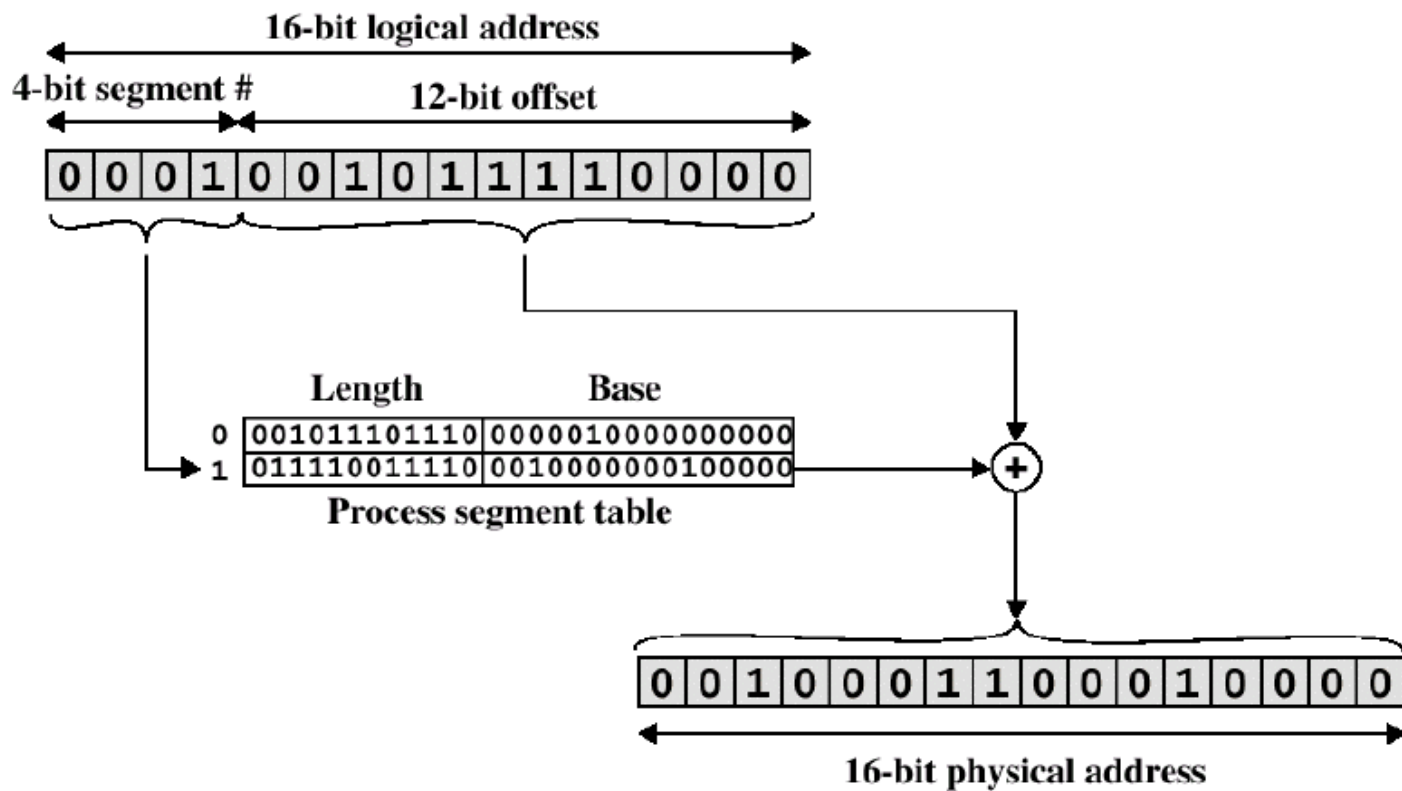 16-bit logical address
4-bit segment #
12-bit offset
0 0 0 1 0 0 1 0 1 1 1 1 0 0 0 0
Length Base
0 001011101110 0000010000000000
1 011110011110 0010000000100000
+
Process segment table
0 0 1 0 0 0 1 1 0 0 0 1 0 0 0 0
16-bit physical address